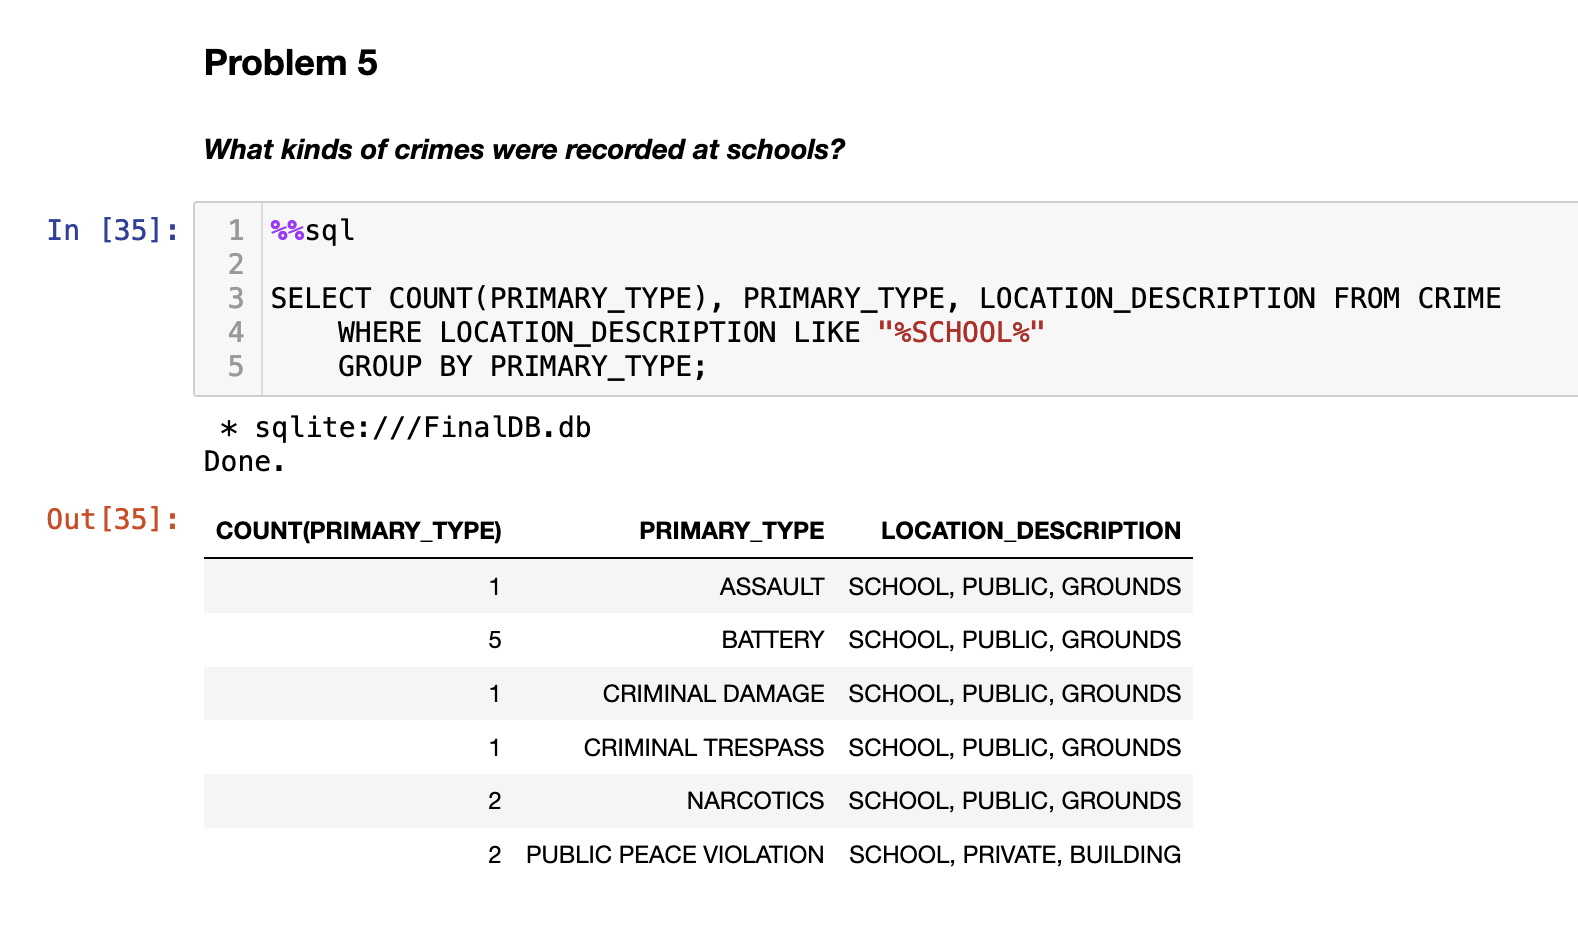 Problem 5
What kinds of crimes were recorded at schools?
In [35]:
1 %%sql
2
3 SELECT COUNT(PRIMARY_TYPE), PRIMARY_TYPE, LOCATION_DESCRIPTION FROM CRIME
4     WHERE LOCATION_DESCRIPTION LIKE "%SCHOOL%"
5     GROUP BY PRIMARY_TYPE;
* sqlite:///FinalDB.db
Done.
Out[35]:
COUNT(PRIMARY_TYPE) PRIMARY_TYPE LOCATION_DESCRIPTION
1 ASSAULT SCHOOL, PUBLIC, GROUNDS
5 BATTERY SCHOOL, PUBLIC, GROUNDS
1 CRIMINAL DAMAGE SCHOOL, PUBLIC, GROUNDS
1 CRIMINAL TRESPASS SCHOOL, PUBLIC, GROUNDS
2 NARCOTICS SCHOOL, PUBLIC, GROUNDS
2 PUBLIC PEACE VIOLATION SCHOOL, PRIVATE, BUILDING